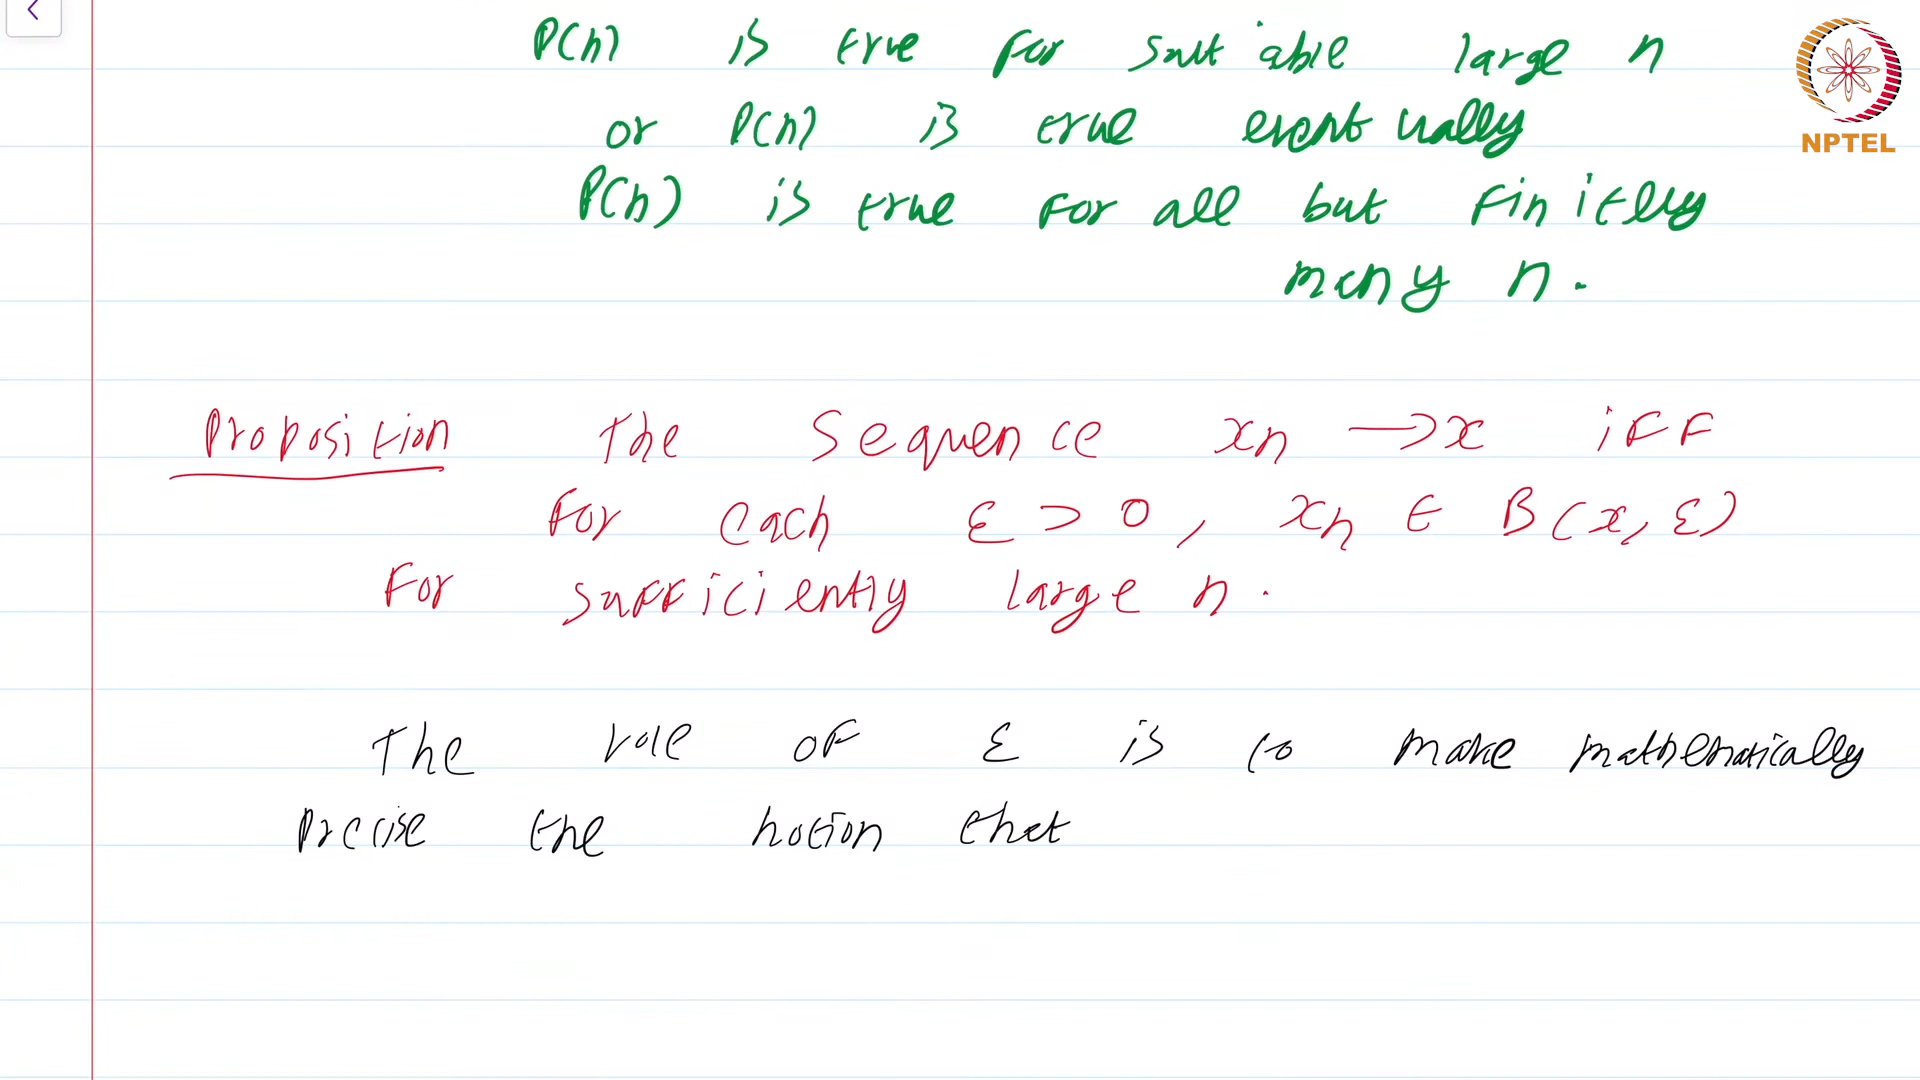 P(n) is true for suitable large n
NPTEL
or P(n) is true eventually
P(n) is true for all but finitely
many n.
Proposition The Sequence xn → x iff
for each ε > 0, xn ∈ B(x, ε)
for sufficiently large n.
The role of ε is to make mathematically
precise the notion that